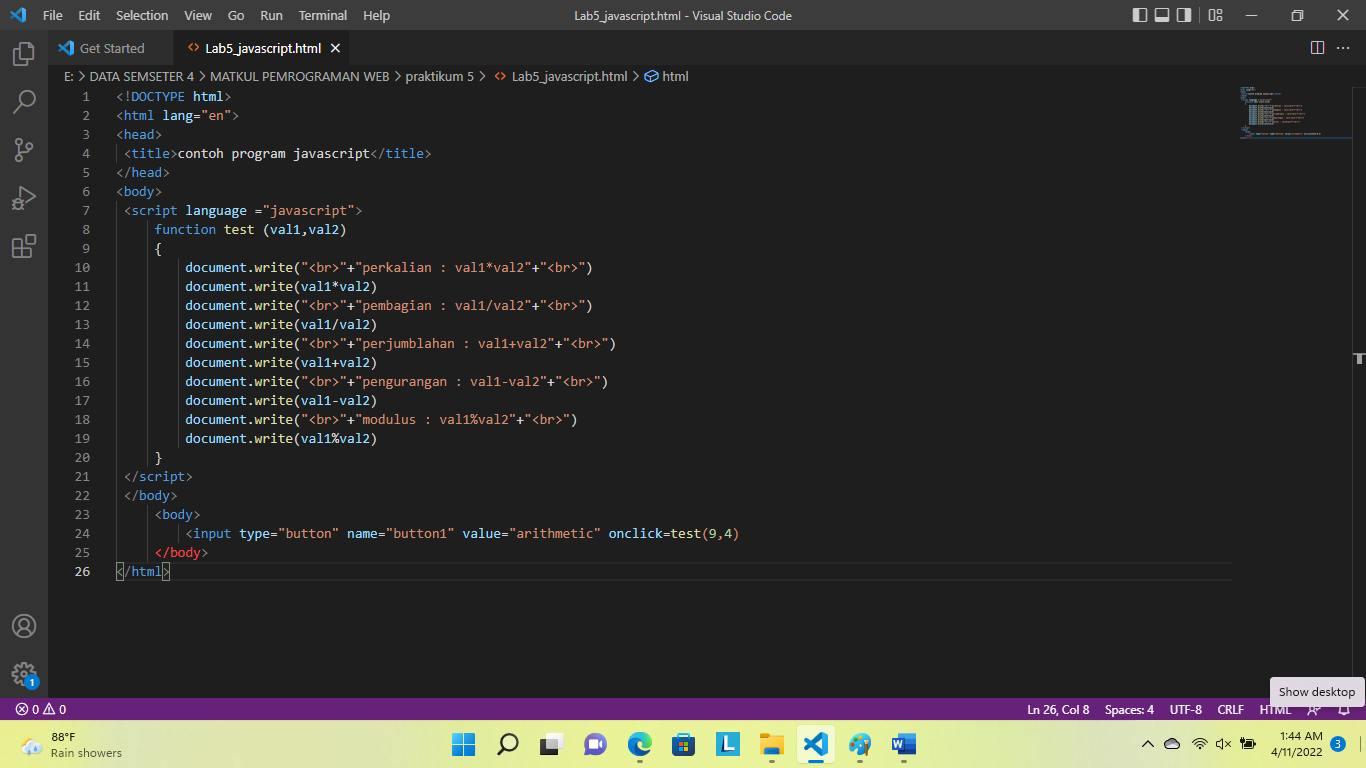 File Edit Selection View Go Run Terminal Help Lab5_javascript.html - Visual Studio Code
Get Started Lab5_javascript.html
E: > DATA SEMSETER 4 > MATKUL PEMROGRAMAN WEB > praktikum 5 > Lab5_javascript.html > html
1 <!DOCTYPE html>
2 <html lang="en">
3 <head>
4 <title>contoh program javascript</title>
5 </head>
6 <body>
7 <script language ="javascript">
8 function test (val1,val2)
9 {
10 document.write("<br>"+"perkalian : val1*val2"+"<br>")
11 document.write(val1*val2)
12 document.write("<br>"+"pembagian : val1/val2"+"<br>")
13 document.write(val1/val2)
14 document.write("<br>"+"perjumblahan : val1+val2"+"<br>")
15 document.write(val1+val2)
16 document.write("<br>"+"pengurangan : val1-val2"+"<br>")
17 document.write(val1-val2)
18 document.write("<br>"+"modulus : val1%val2"+"<br>")
19 document.write(val1%val2)
20 }
21 </script>
22 </body>
23 <body>
24 <input type="button" name="button1" value="arithmetic" onclick=test(9,4)
25 </body>
26 </html>
1
Show desktop
0 0 Ln 26, Col 8 Spaces: 4 UTF-8 CRLF HTML
88°F
Rain showers
L W
1:44 AM
4/11/2022 3